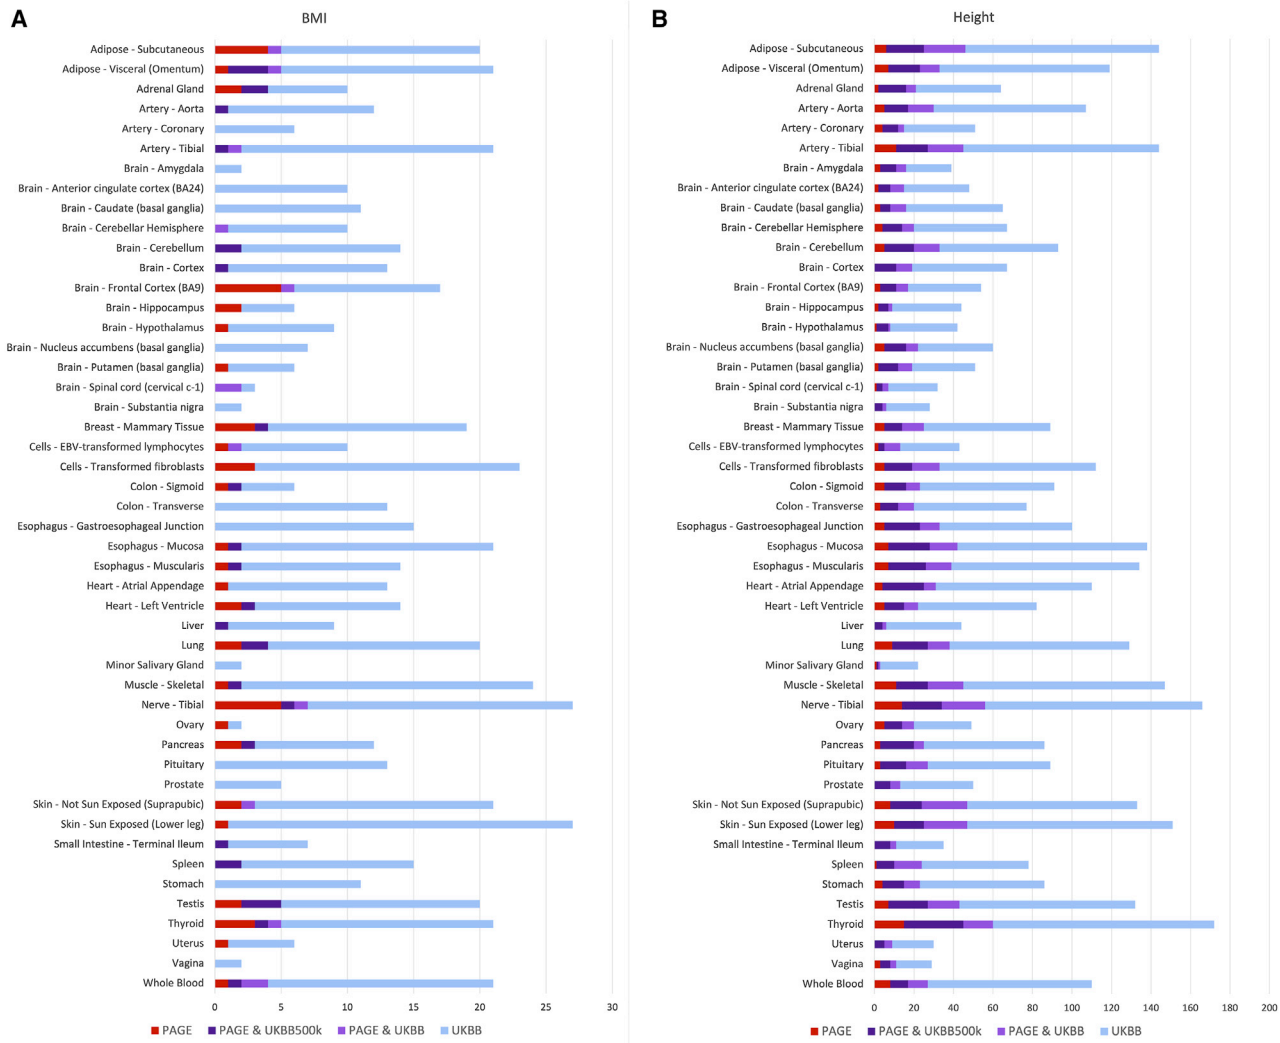 A
BMI
Adipose - Subcutaneous
Adipose - Visceral (Omentum)
Adrenal Gland
Artery - Aorta
Artery - Coronary
Artery - Tibial
Brain - Amygdala
Brain - Anterior cingulate cortex (BA24)
Brain - Caudate (basal ganglia)
Brain - Cerebellar Hemisphere
Brain - Cerebellum
Brain - Cortex
Brain - Frontal Cortex (BA9)
Brain - Hippocampus
Brain - Hypothalamus
Brain - Nucleus accumbens (basal ganglia)
Brain - Putamen (basal ganglia)
Brain - Spinal cord (cervical c-1)
Brain - Substantia nigra
Breast - Mammary Tissue
Cells - EBV-transformed lymphocytes
Cells - Transformed fibroblasts
Colon - Sigmoid
Colon - Transverse
Esophagus - Gastroesophageal Junction
Esophagus - Mucosa
Esophagus - Muscularis
Heart - Atrial Appendage
Heart - Left Ventricle
Liver
Lung
Minor Salivary Gland
Muscle - Skeletal
Nerve - Tibial
Ovary
Pancreas
Pituitary
Prostate
Skin - Not Sun Exposed (Suprapubic)
Skin - Sun Exposed (Lower leg)
Small Intestine - Terminal Ileum
Spleen
Stomach
Testis
Thyroid
Uterus
Vagina
Whole Blood
0 5 10 15 20 25 30
PAGE PAGE & UKBB500k PAGE & UKBB UKBB
B
Height
Adipose - Subcutaneous
Adipose - Visceral (Omentum)
Adrenal Gland
Artery - Aorta
Artery - Coronary
Artery - Tibial
Brain - Amygdala
Brain - Anterior cingulate cortex (BA24)
Brain - Caudate (basal ganglia)
Brain - Cerebellar Hemisphere
Brain - Cerebellum
Brain - Cortex
Brain - Frontal Cortex (BA9)
Brain - Hippocampus
Brain - Hypothalamus
Brain - Nucleus accumbens (basal ganglia)
Brain - Putamen (basal ganglia)
Brain - Spinal cord (cervical c-1)
Brain - Substantia nigra
Breast - Mammary Tissue
Cells - EBV-transformed lymphocytes
Cells - Transformed fibroblasts
Colon - Sigmoid
Colon - Transverse
Esophagus - Gastroesophageal Junction
Esophagus - Mucosa
Esophagus - Muscularis
Heart - Atrial Appendage
Heart - Left Ventricle
Liver
Lung
Minor Salivary Gland
Muscle - Skeletal
Nerve - Tibial
Ovary
Pancreas
Pituitary
Prostate
Skin - Not Sun Exposed (Suprapubic)
Skin - Sun Exposed (Lower leg)
Small Intestine - Terminal Ileum
Spleen
Stomach
Testis
Thyroid
Uterus
Vagina
Whole Blood
0 20 40 60 80 100 120 140 160 180 200
PAGE PAGE & UKBB500k PAGE & UKBB UKBB